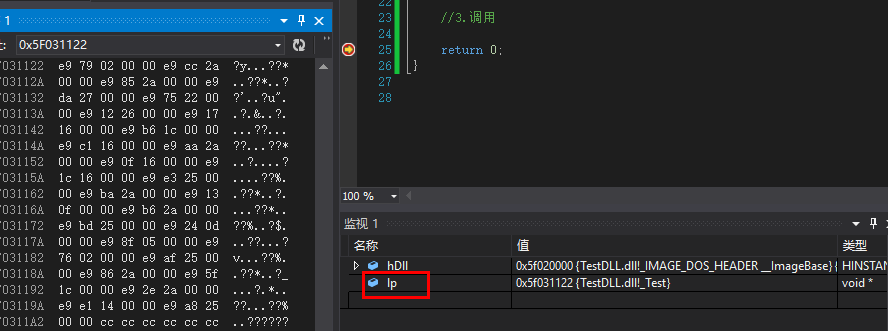 1
: 0x5F031122
F031122 e9 79 02 00 00 e9 cc 2a ?y...??*
F03112A 00 00 e9 85 2a 00 00 e9 ..??*..?
F031132 da 27 00 00 e9 75 22 00 ?'..?u".
F03113A 00 e9 12 26 00 00 e9 17 .?.&..?.
F031142 16 00 00 e9 b6 1c 00 00 ...??...
F03114A e9 c1 16 00 00 e9 aa 2a ??...??*
F031152 00 00 e9 0f 16 00 00 e9 ..?....?
F03115A 1c 16 00 00 e9 e3 25 00 ....??%.
F031162 00 e9 ba 2a 00 00 e9 13 .??*..?.
F03116A 0f 00 00 e9 b6 2a 00 00 ...??*..
F031172 e9 bd 25 00 00 e9 24 0d ??%..?$.
F03117A 00 00 e9 8f 05 00 00 e9 ..??...?
F031182 76 02 00 00 e9 af 25 00 v...??%.
F03118A 00 e9 86 2a 00 00 e9 5f .??*..?_
F031192 1c 00 00 e9 2e 2a 00 00 ...?.*..
F03119A e9 e1 14 00 00 e9 a8 25 ??...??%
F0311A2 00 00 cc cc cc cc cc cc ..??????
22
23 //3.调用
24
25 return 0;
26 }
27
28
100 %
监视 1
名称 值 类型
hDll 0x5f020000 {TestDLL.dll!_IMAGE_DOS_HEADER __ImageBase} { HINSTAN
lp 0x5f031122 {TestDLL.dll!_Test} void *